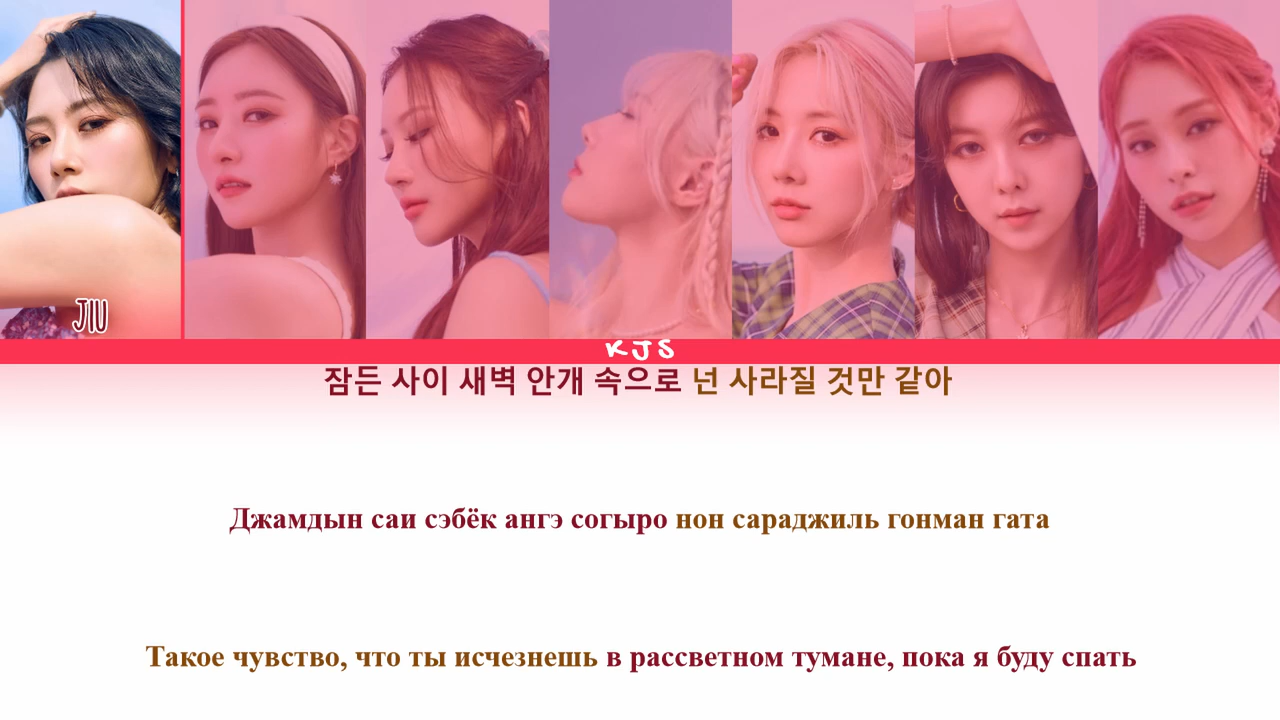 JIU
KJS
잠든 사이 새벽 안개 속으로 넌 사라질 것만 같아
Джамдын саи сэбёк ангэ согыро нон сараджиль гонман гата
Такое чувство, что ты исчезнешь в рассветном тумане, пока я буду спать